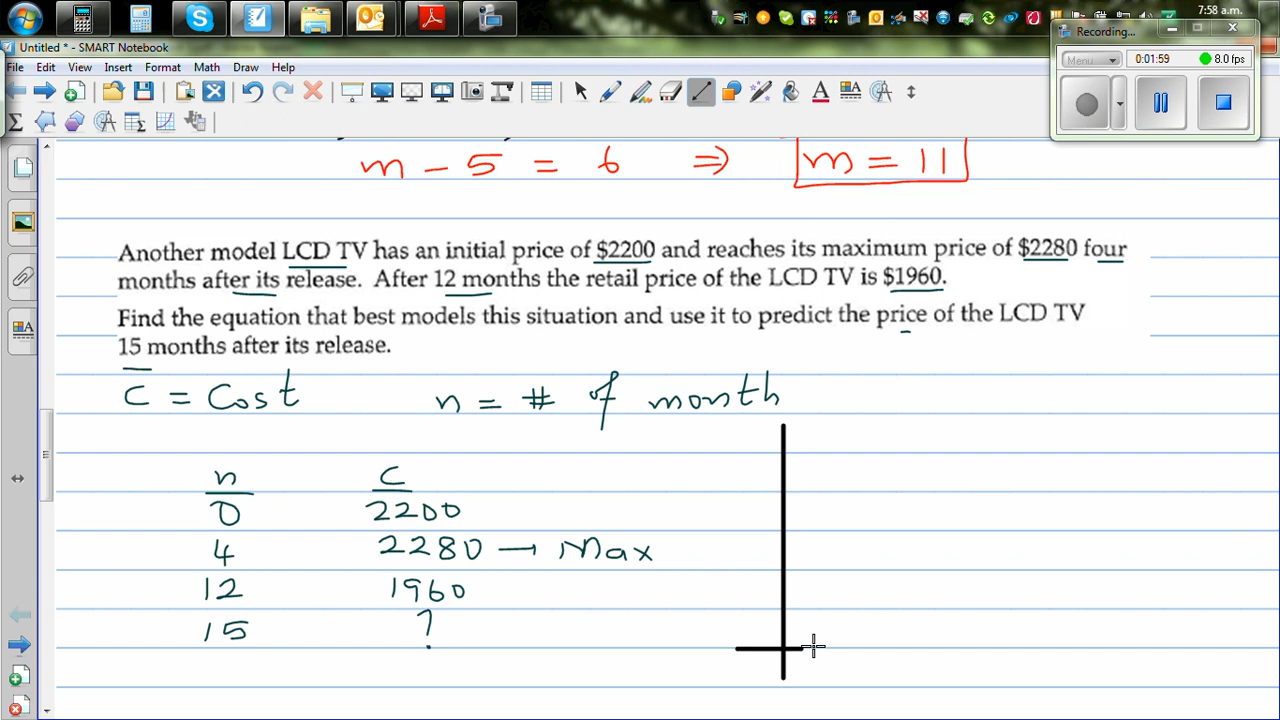 7:58 a.m.
Untitled * - SMART Notebook
Recording...
File Edit View Insert Format Math Draw Help
Menu 0:01:59 8.0 fps
m - 5 = 6 ⇒ m = 11
Another model LCD TV has an initial price of $2200 and reaches its maximum price of $2280 four
months after its release. After 12 months the retail price of the LCD TV is $1960.
Find the equation that best models this situation and use it to predict the price of the LCD TV
15 months after its release.
C = Cost n = # of month
n C
0 2200
4 2280 → Max
12 1960
15 ?